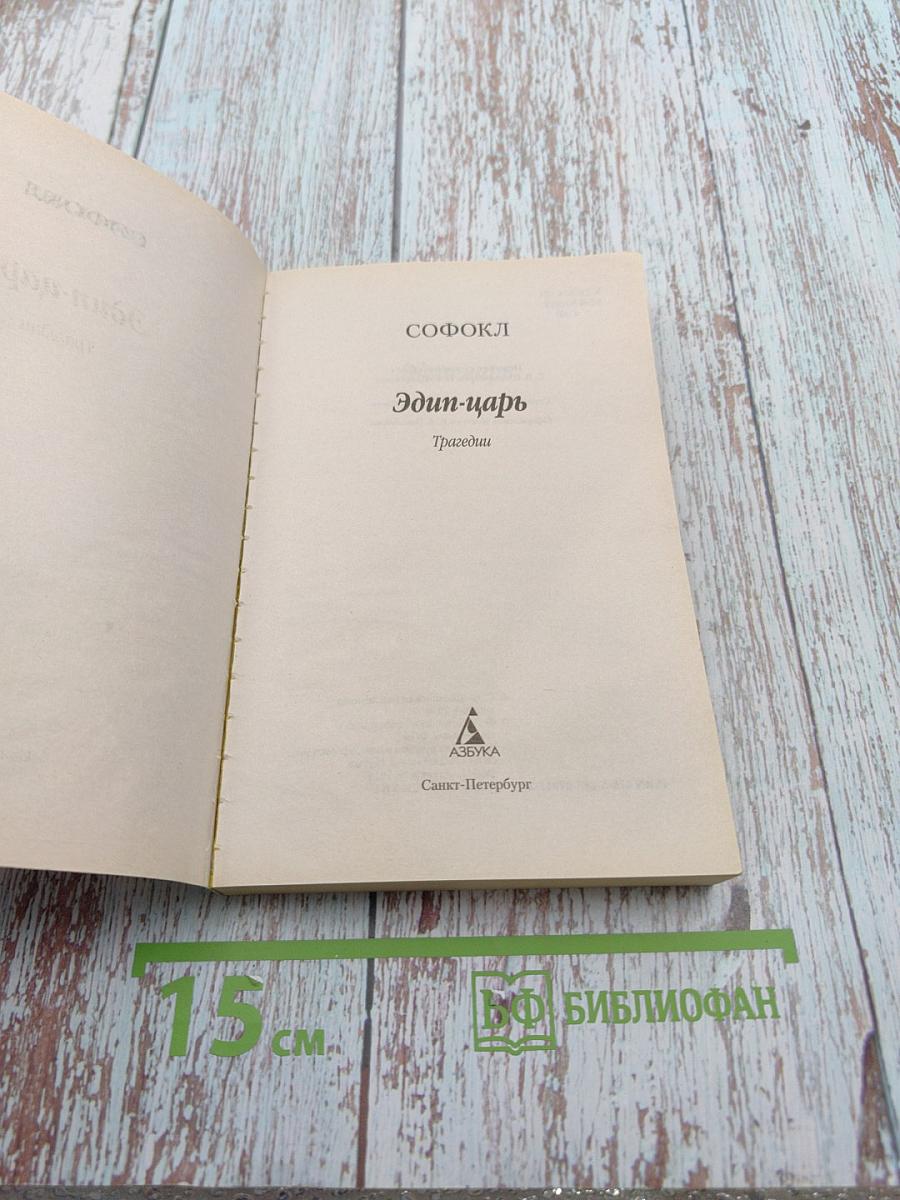 СОФОКЛ
Эдип-царь
Трагедии
АЗБУКА
Санкт-Петербург
15 см
БФ БИБЛИОФАН